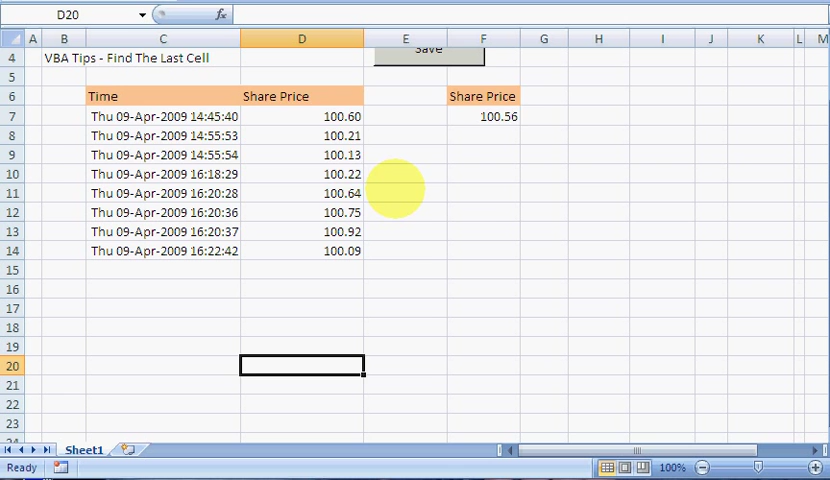 D20 fx
A B C D E F G H I J K L M
4 VBA Tips - Find The Last Cell Save
5
6 Time Share Price Share Price
7 Thu 09-Apr-2009 14:45:40 100.60 100.56
8 Thu 09-Apr-2009 14:55:53 100.21
9 Thu 09-Apr-2009 14:55:54 100.13
10 Thu 09-Apr-2009 16:18:29 100.22
11 Thu 09-Apr-2009 16:20:28 100.64
12 Thu 09-Apr-2009 16:20:36 100.75
13 Thu 09-Apr-2009 16:20:37 100.92
14 Thu 09-Apr-2009 16:22:42 100.09
15
16
17
18
19
20
21
22
23
24
Sheet1
Ready 100%